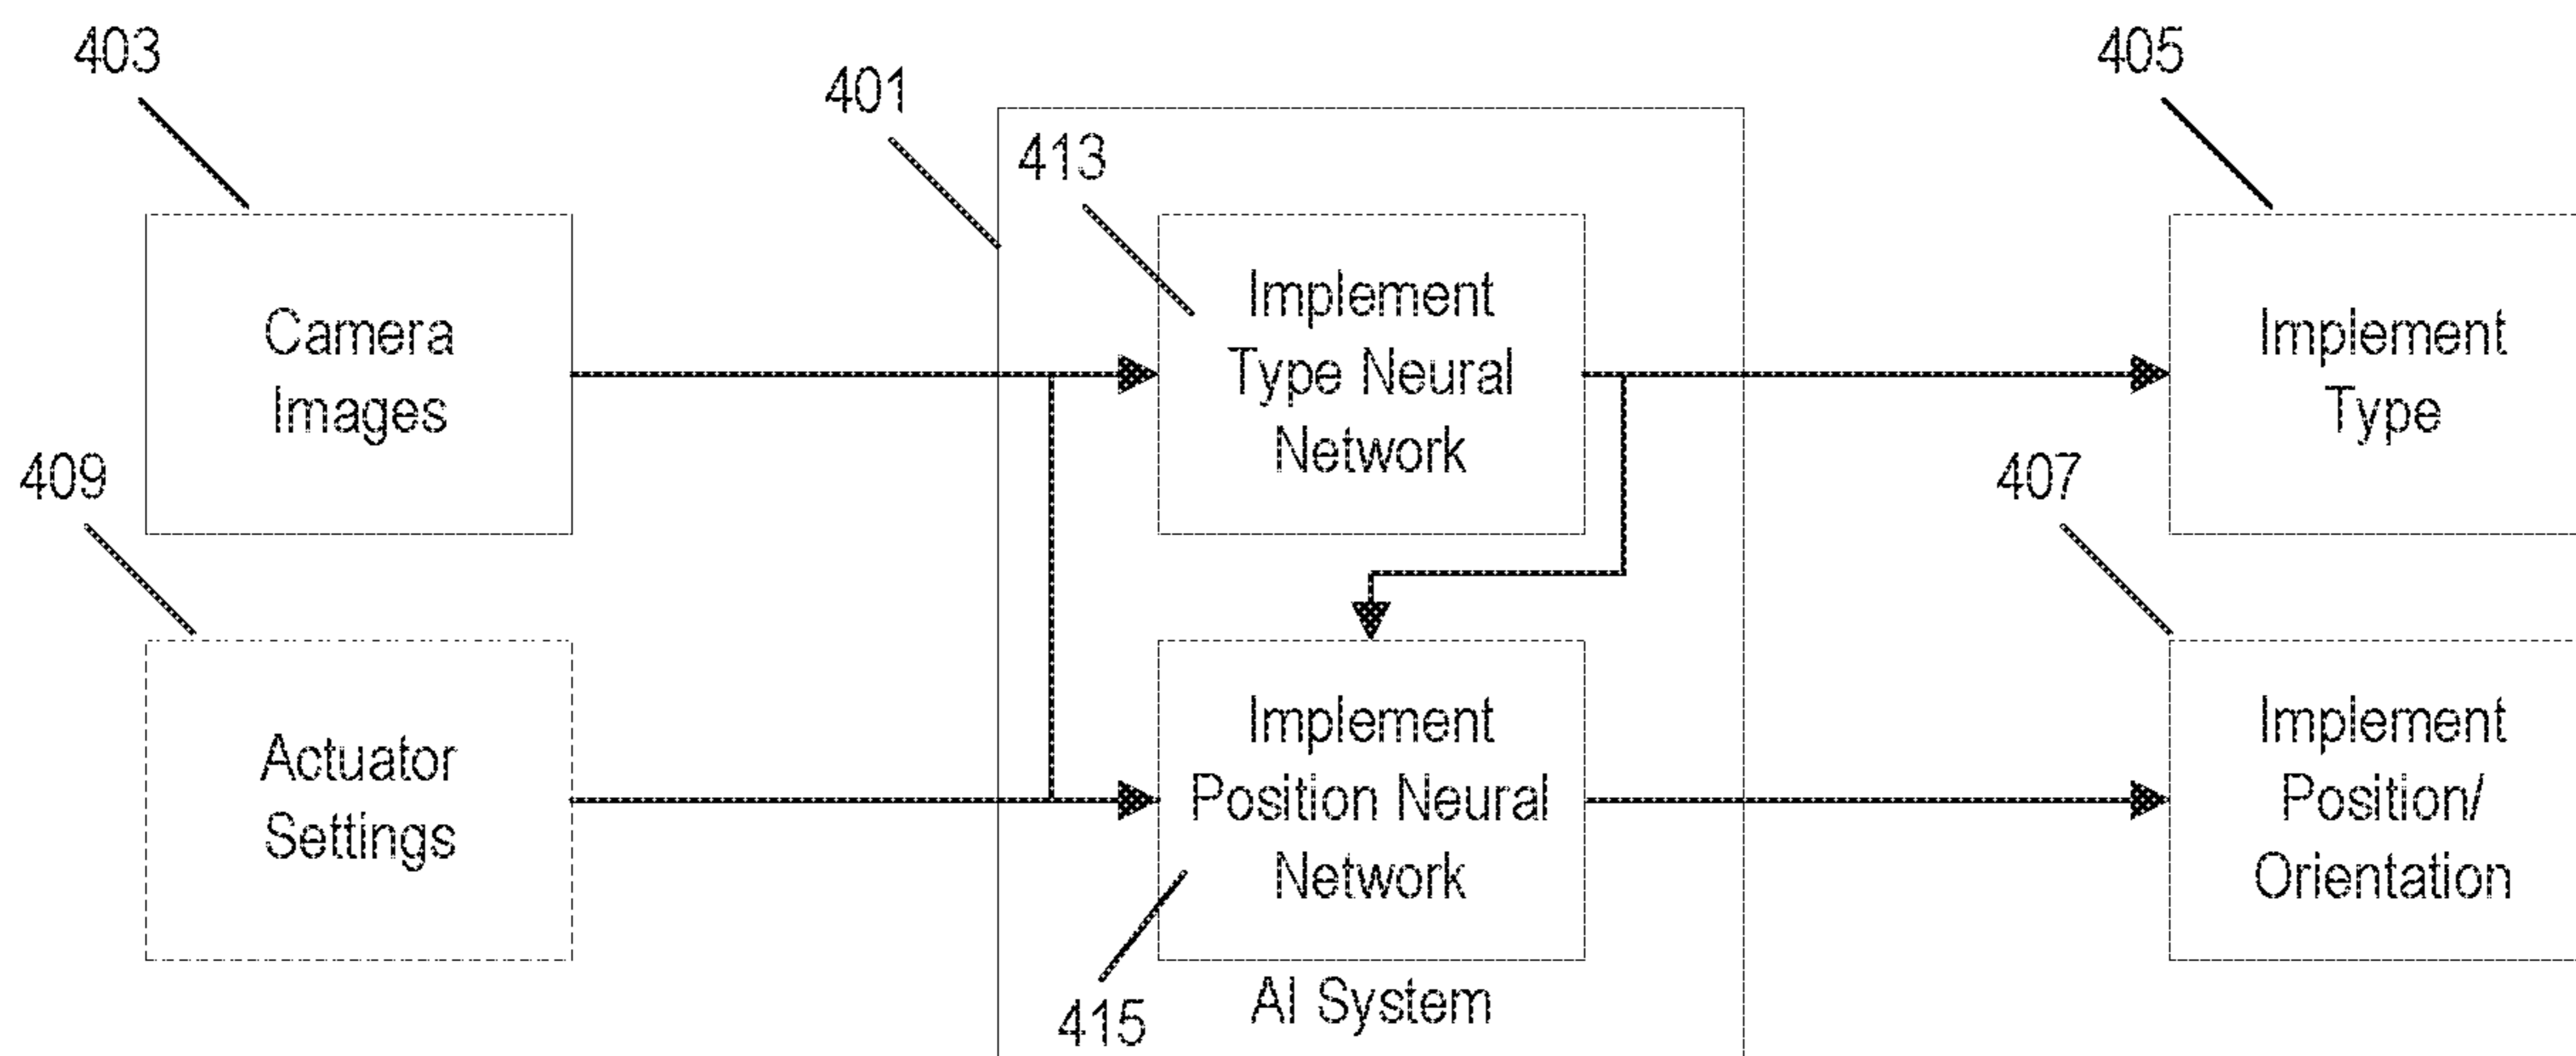 403
401
405
413
Camera
Images
Implement
Type Neural
Network
Implement
Type
409
407
Actuator
Settings
Implement
Position Neural
Network
Implement
Position/
Orientation
415
AI System